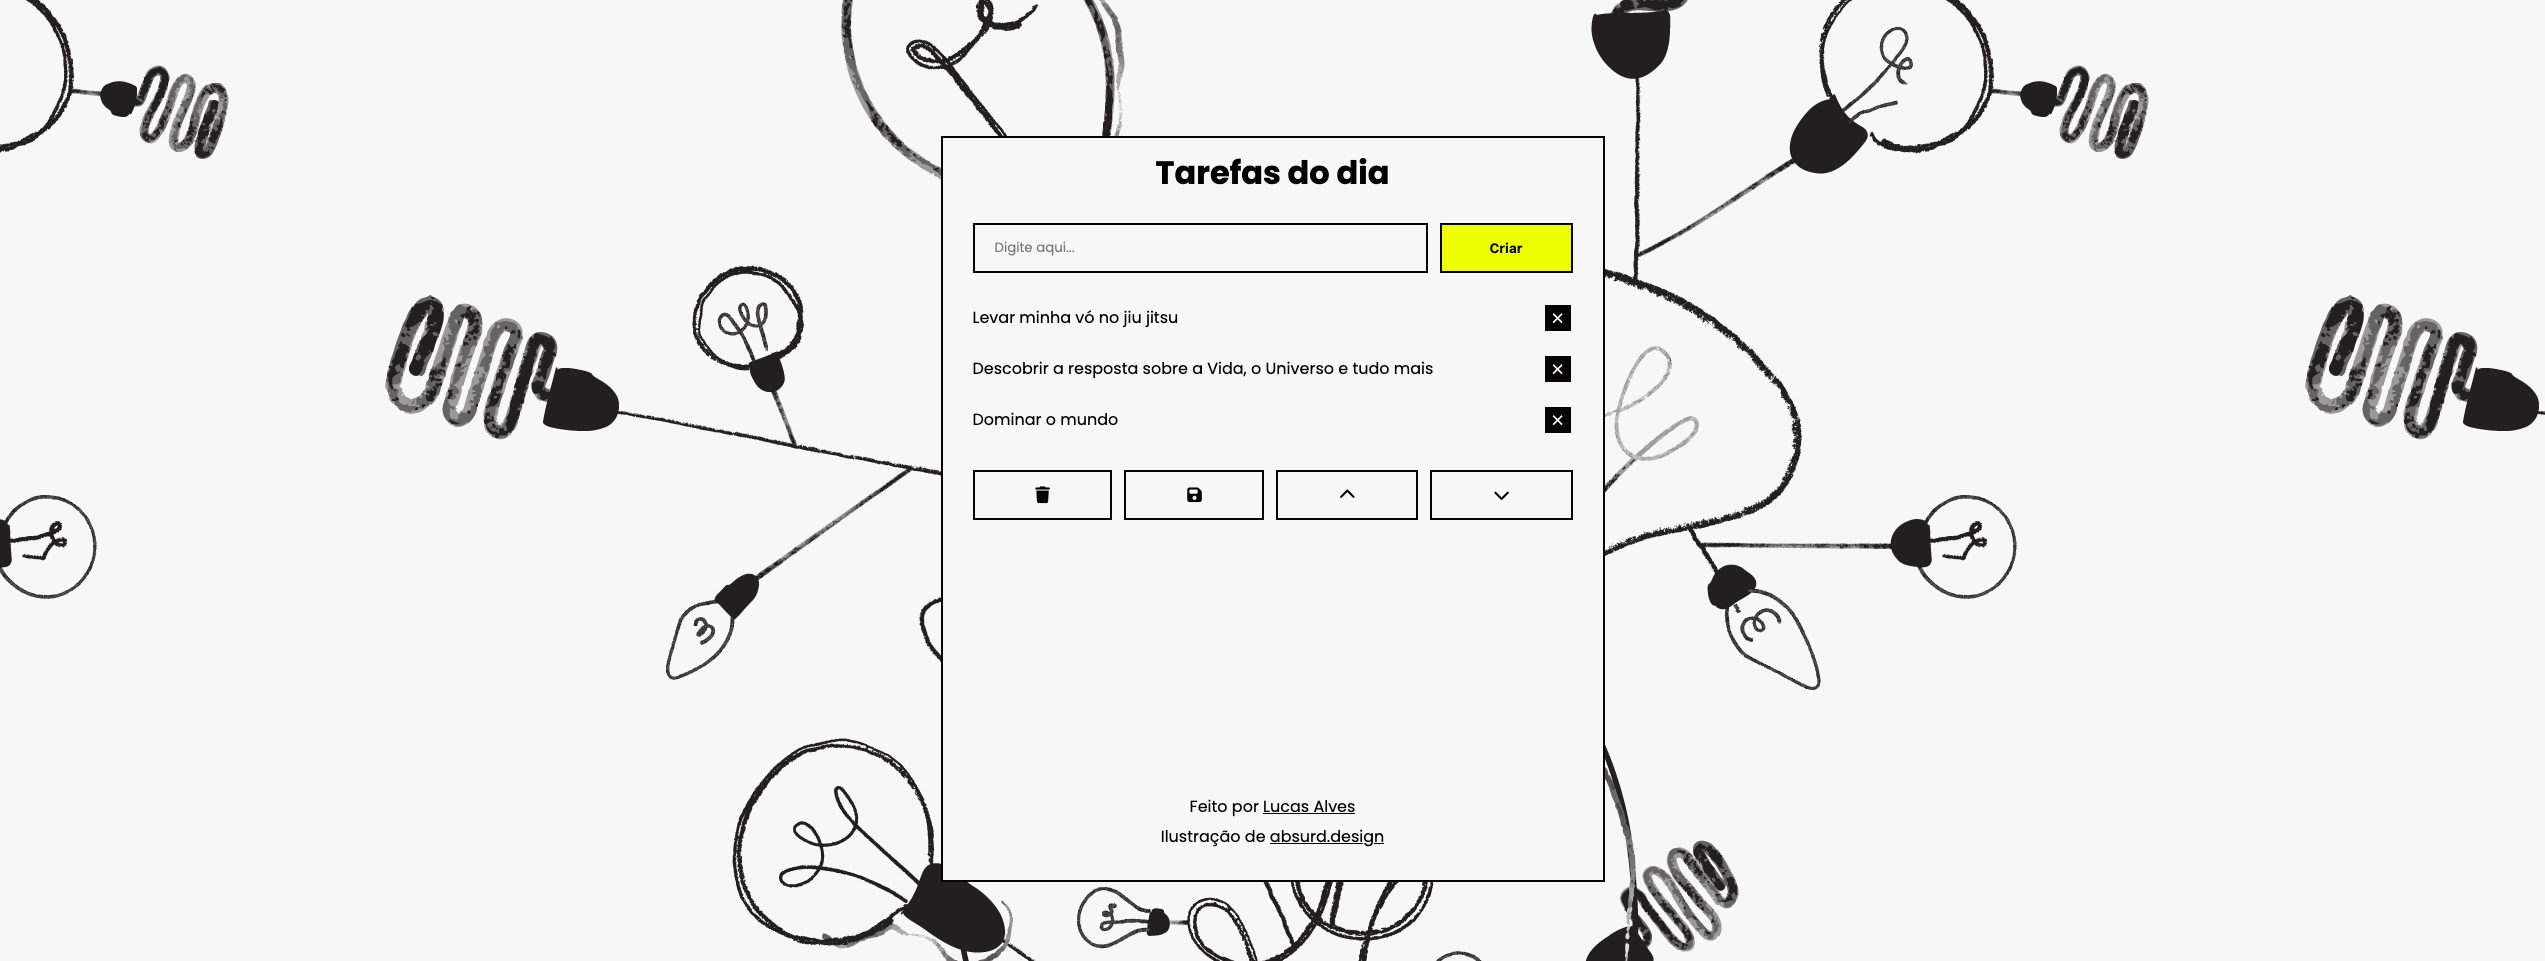 Tarefas do dia
Digite aqui...
Criar
Levar minha vó no jiu jitsu
Descobrir a resposta sobre a Vida, o Universo e tudo mais
Dominar o mundo
Feito por Lucas Alves
Ilustração de absurd.design